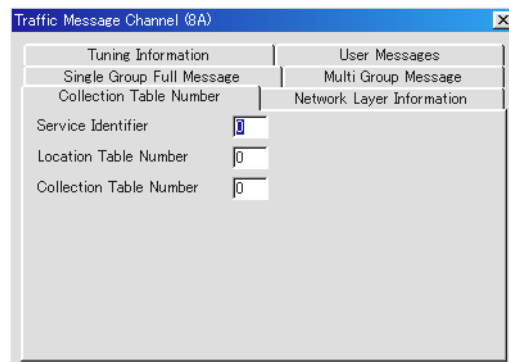 Traffic Message Channel (8A)
Tuning Information
User Messages
Single Group Full Message
Multi Group Message
Collection Table Number
Network Layer Information
Service Identifier 0
Location Table Number 0
Collection Table Number 0